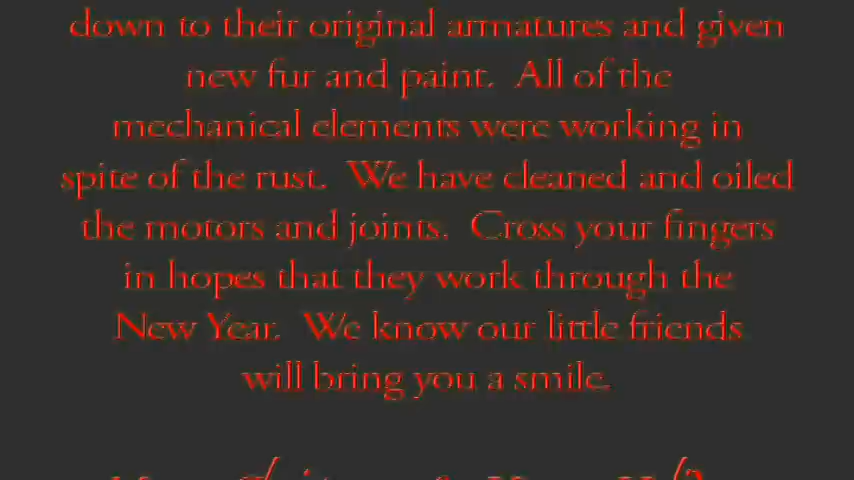 down to their original armatures and given
new fur and paint. All of the
mechanical elements were working in
spite of the rust. We have cleaned and oiled
the motors and joints. Cross your fingers
in hopes that they work through the
New Year. We know our little friends
will bring you a smile.